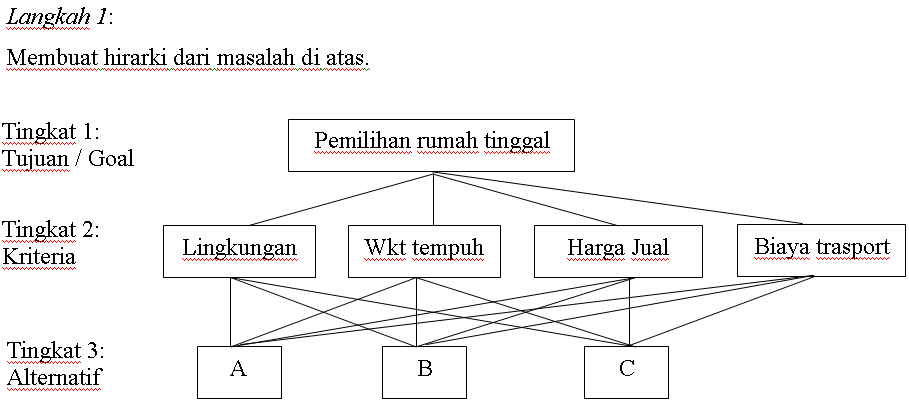 Langkah 1:
Membuat hirarki dari masalah di atas.
Tingkat 1:
Tujuan / Goal
Pemilihan rumah tinggal
Tingkat 2:
Kriteria
Lingkungan
Wkt tempuh
Harga Jual
Biaya trasport
Tingkat 3:
Alternatif
A
B
C